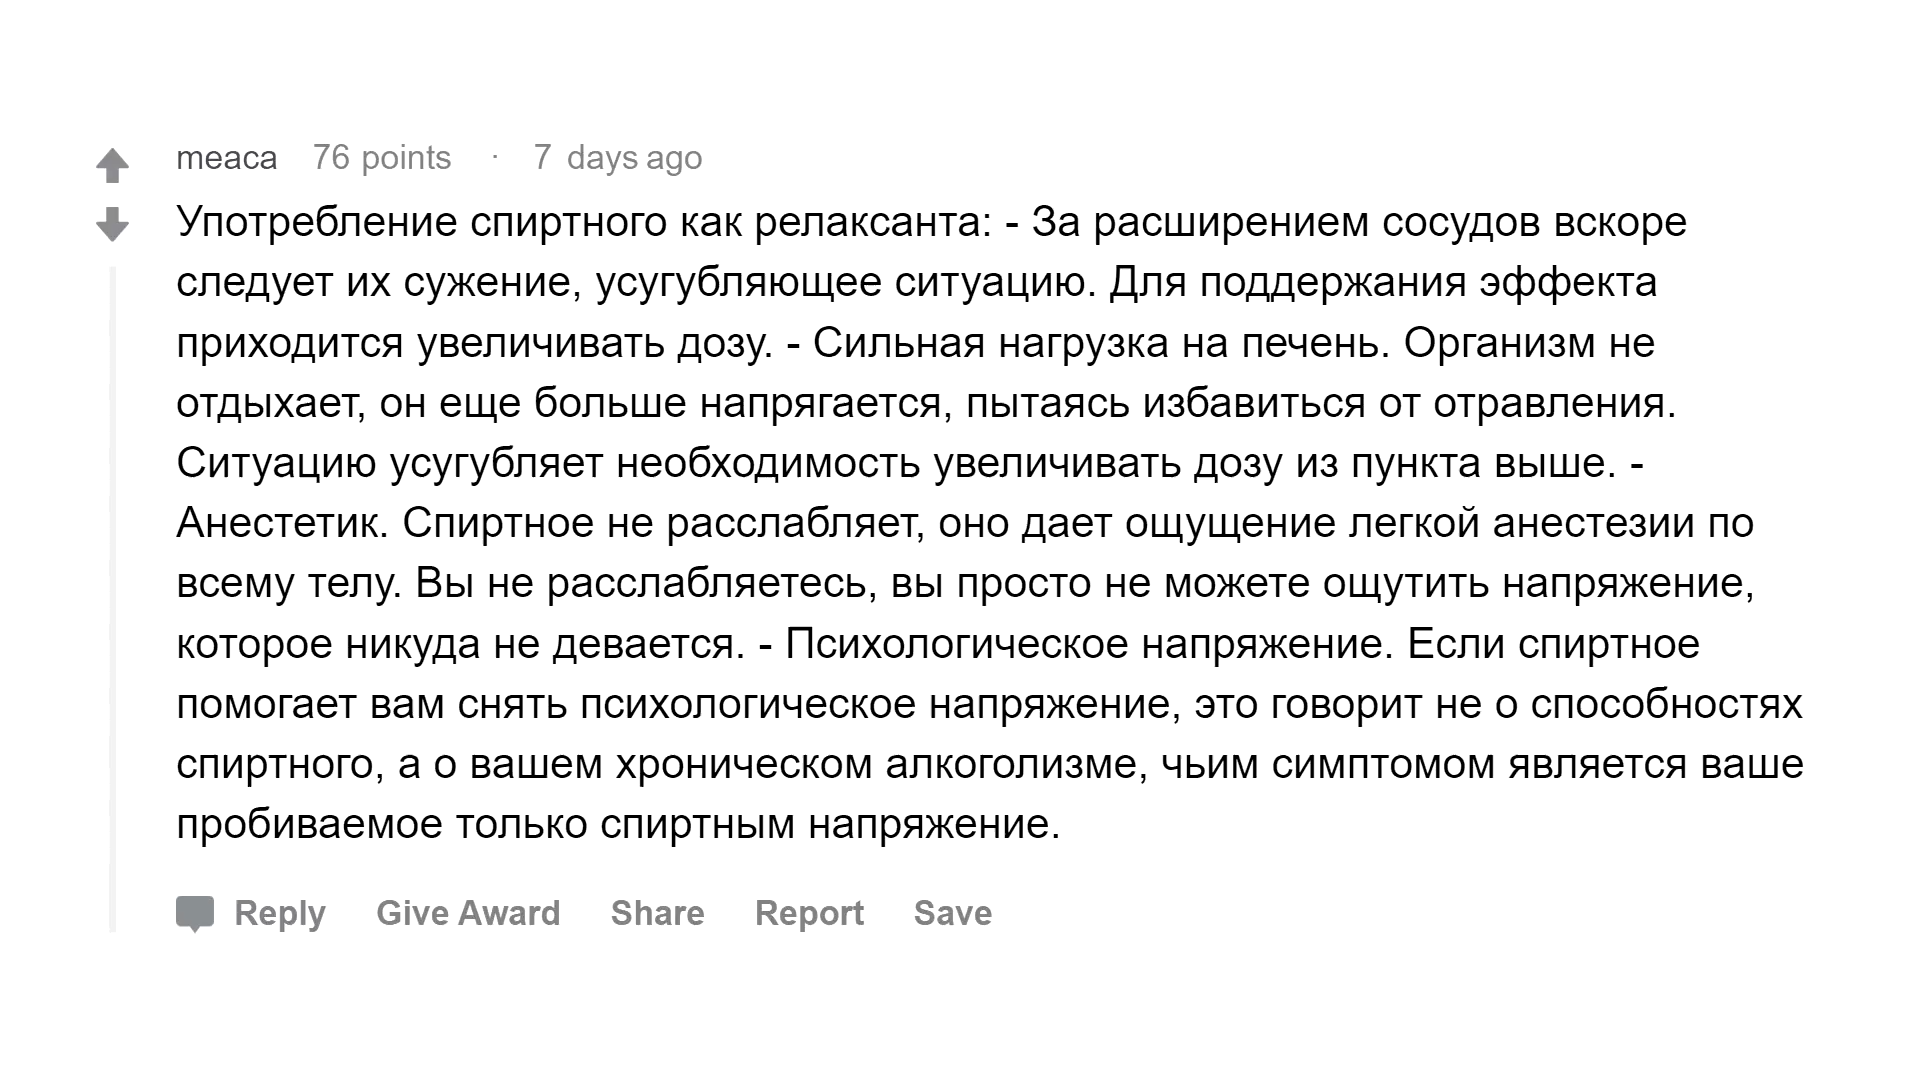 meaca 76 points · 7 days ago
Употребление спиртного как релаксанта: - За расширением сосудов вскоре
следует их сужение, усугубляющее ситуацию. Для поддержания эффекта
приходится увеличивать дозу. - Сильная нагрузка на печень. Организм не
отдыхает, он еще больше напрягается, пытаясь избавиться от отравления.
Ситуацию усугубляет необходимость увеличивать дозу из пункта выше. -
Анестетик. Спиртное не расслабляет, оно дает ощущение легкой анестезии по
всему телу. Вы не расслабляетесь, вы просто не можете ощутить напряжение,
которое никуда не девается. - Психологическое напряжение. Если спиртное
помогает вам снять психологическое напряжение, это говорит не о способностях
спиртного, а о вашем хроническом алкоголизме, чьим симптомом является ваше
пробиваемое только спиртным напряжение.
Reply Give Award Share Report Save